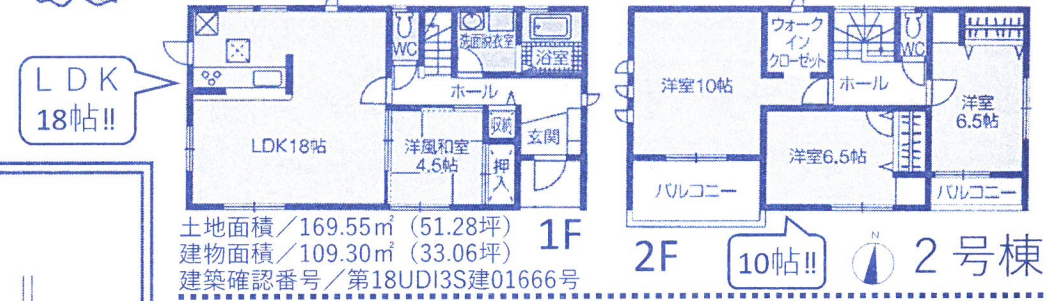 LDK
18帖!!
WC
洗面脱衣室
浴室
ホール
LDK18帖
洋風和室
4.5帖
収納
押入
玄関
土地面積／169.55㎡（51.28坪）
建物面積／109.30㎡（33.06坪）
建築確認番号／第18UDI3S建01666号
1F
ウォーク
イン
クローゼット
WC
洋室10帖
ホール
洋室
6.5帖
洋室6.5帖
バルコニー
バルコニー
2F
10帖!!
N
２号棟